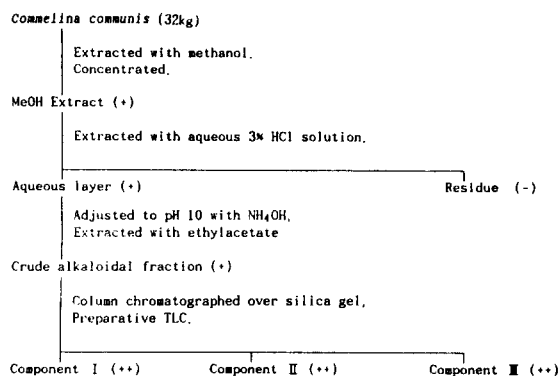 Commelina communis (32kg)
Extracted with methanol.
Concentrated.
MeOH Extract (+)
Extracted with aqueous 3% HCl solution.
Aqueous layer (+) Residue (-)
Adjusted to pH 10 with NH₄OH,
Extracted with ethylacetate
Crude alkaloidal fraction (+)
Column chromatographed over silica gel,
Preparative TLC.
Component Ⅰ (++) Component Ⅱ (++) Component Ⅲ (++)